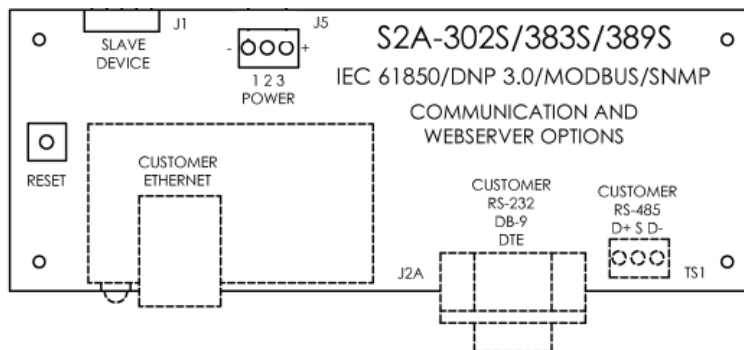 J1
SLAVE
DEVICE
J5
- +
1 2 3
POWER
S2A-302S/383S/389S
IEC 61850/DNP 3.0/MODBUS/SNMP
COMMUNICATION AND
WEBSERVER OPTIONS
RESET
CUSTOMER
ETHERNET
CUSTOMER
RS-232
DB-9
DTE
J2A
CUSTOMER
RS-485
D+ S D-
TS1